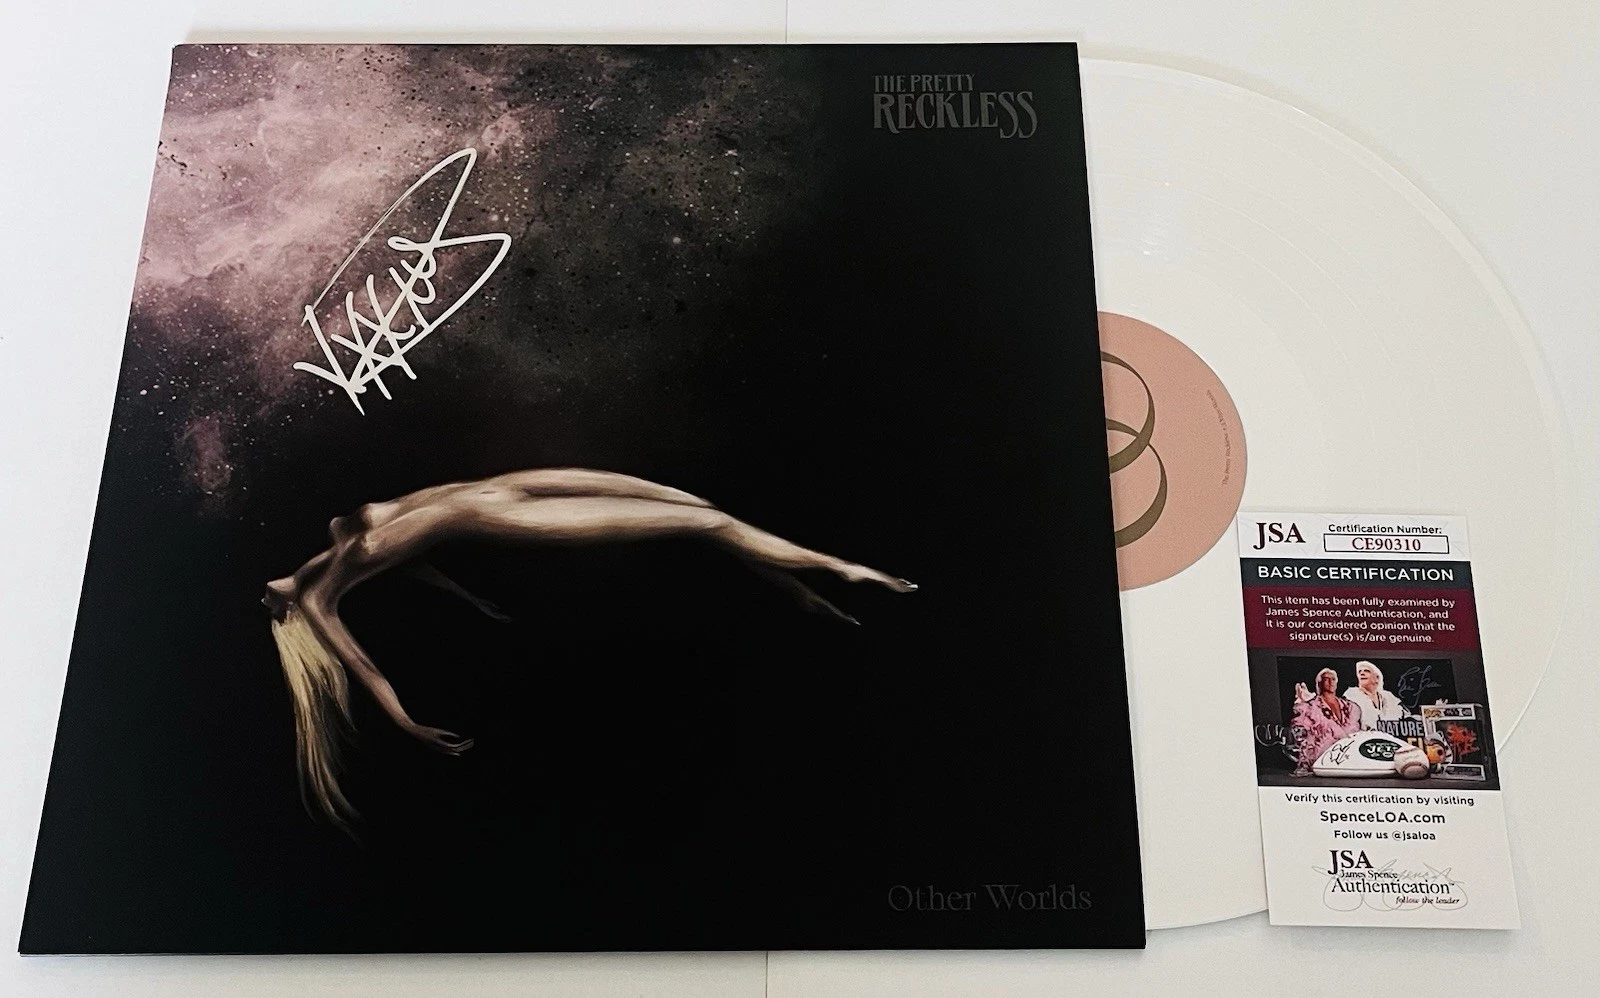 THE PRETTY
RECKLESS
Other Worlds
JSA
Certification Number:
CE90310
BASIC CERTIFICATION
This item has been fully examined by
James Spence Authentication, and
it is our considered opinion that the
signature(s) is/are genuine.
NATURE
JETS
Verify this certification by visiting
SpenceLOA.com
Follow us @jsaloa
JSA
James Spence
Authentication
follow the leader